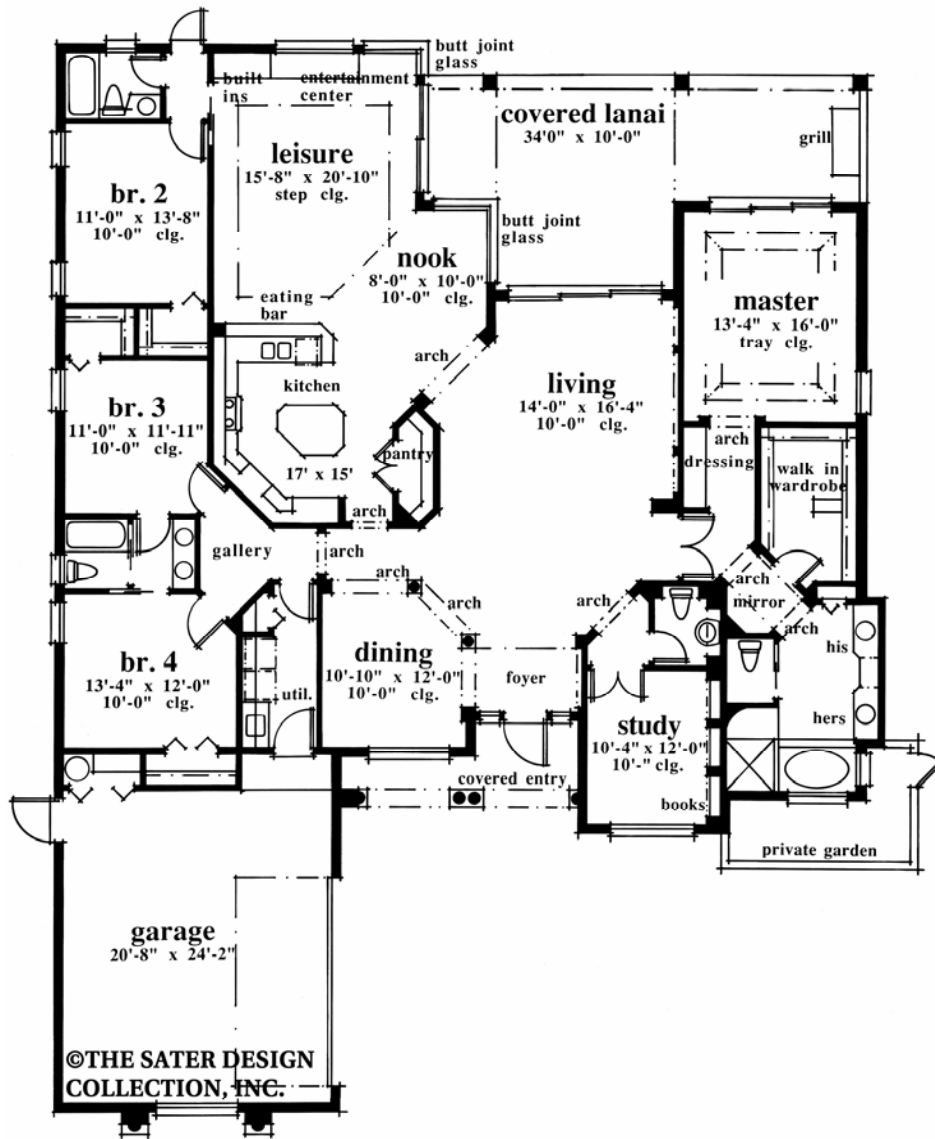 butt joint
glass
built
ins
entertainment
center
covered lanai
34'0" x 10'-0"
grill
leisure
15'-8" x 20'-10"
step clg.
br. 2
11'-0" x 13'-8"
10'-0" clg.
butt joint
glass
nook
8'-0" x 10'-0"
10'-0" clg.
master
13'-4" x 16'-0"
tray clg.
eating
bar
arch
kitchen
living
14'-0" x 16'-4"
10'-0" clg.
br. 3
11'-0" x 11'-11"
10'-0" clg.
17' x 15'
pantry
arch
dressing
walk in
wardrobe
arch
gallery
arch
arch
arch
arch
arch
mirror
arch
his
hers
br. 4
13'-4" x 12'-0"
10'-0" clg.
util.
dining
10'-10" x 12'-0"
10'-0" clg.
foyer
study
10'-4" x 12'-0"
10'-" clg.
books
covered entry
private garden
garage
20'-8" x 24'-2"
©THE SATER DESIGN
COLLECTION, INC.